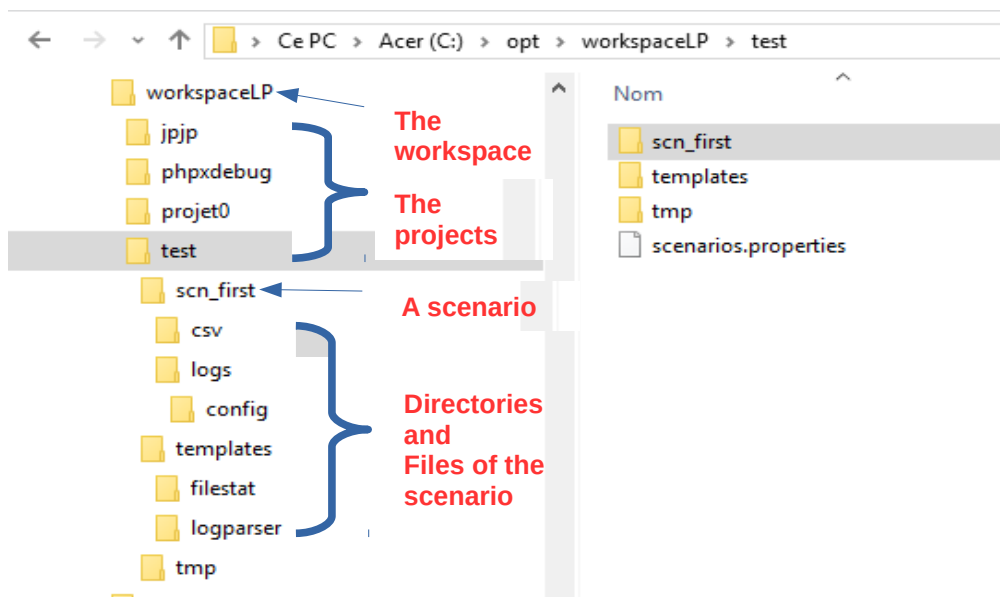 Ce PC > Acer (C:) > opt > workspaceLP > test
workspaceLP
jpjp
phpxdebug
projet0
test
scn_first
csv
logs
config
templates
filestat
logparser
tmp
The
workspace
The
projects
A scenario
Directories
and
Files of the
scenario
Nom
scn_first
templates
tmp
scenarios.properties